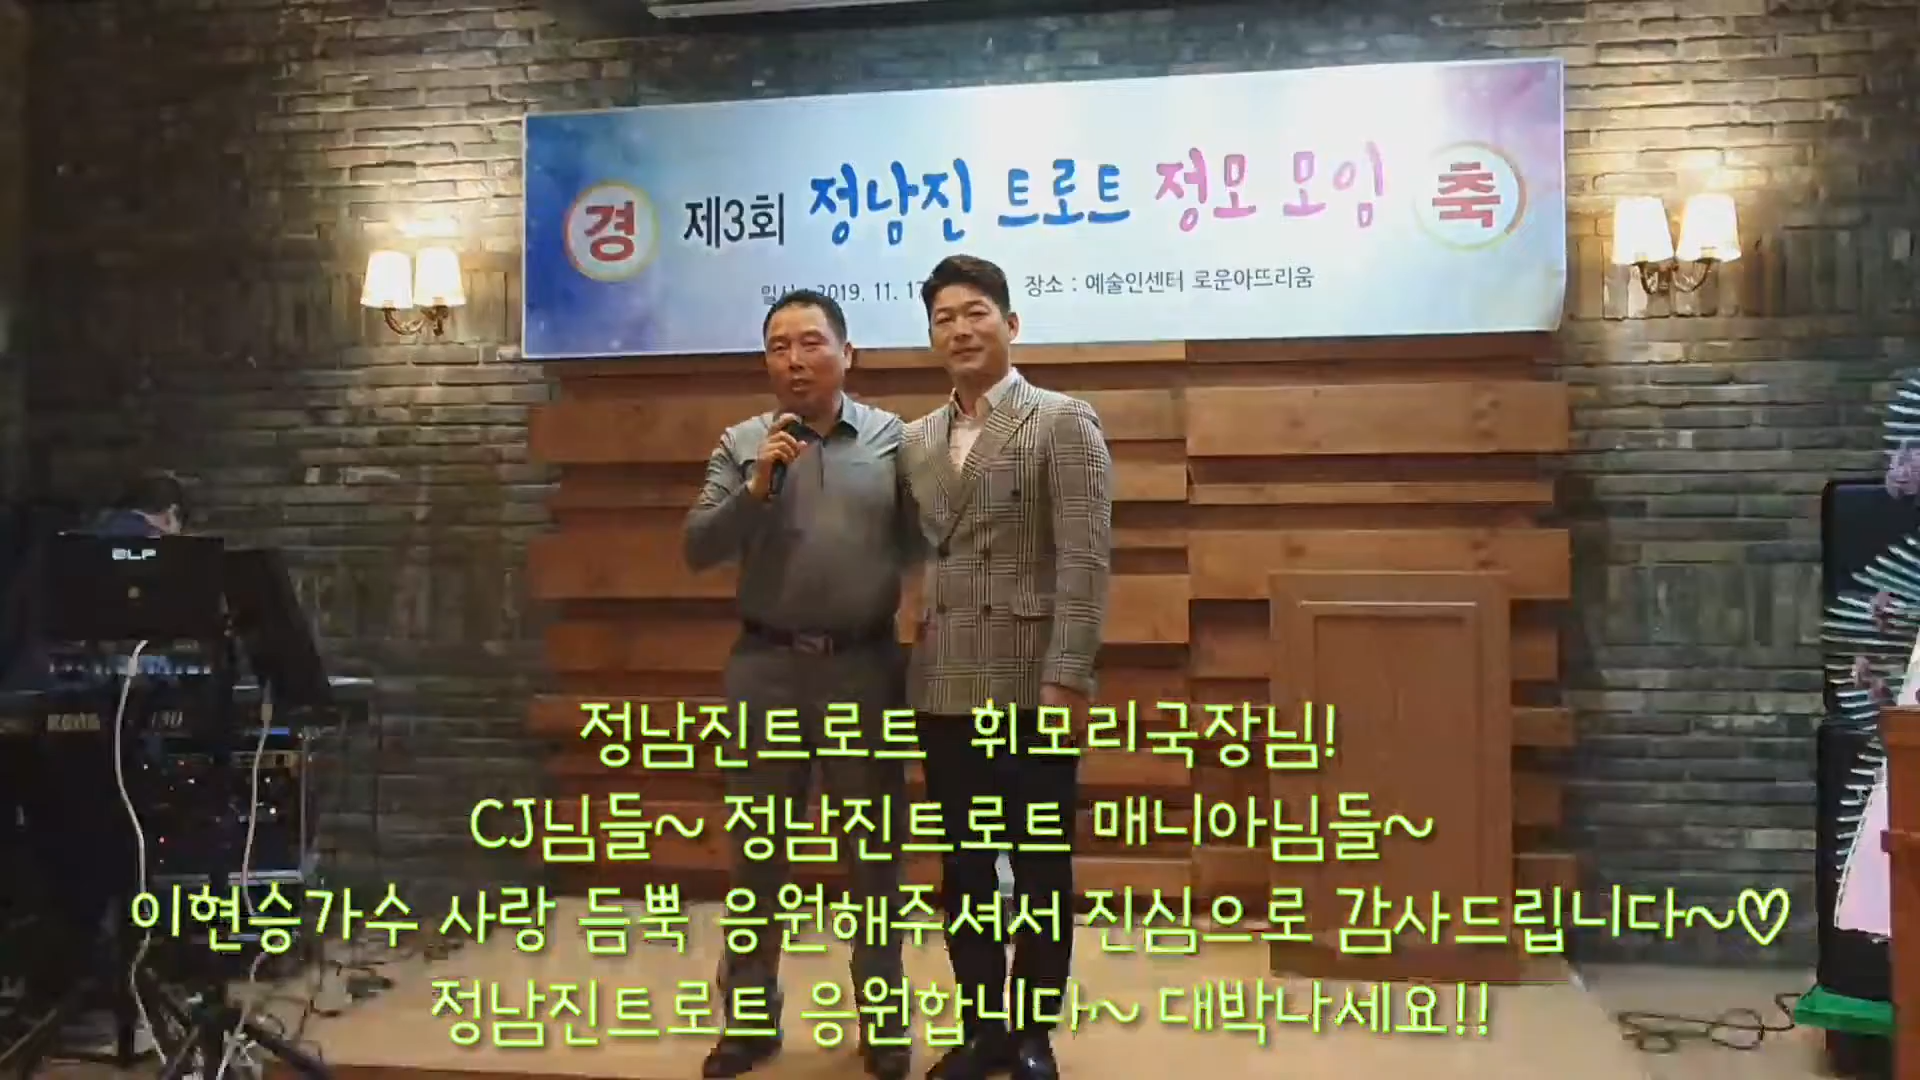 경 제3회 정남진 트로트 정모 모임 축
2019. 11. 17 장소 : 예술인센터 로운아뜨리움
ELP
KORG
정남진트로트 휘모리국장님!
CJ님들~ 정남진트로트 매니아님들~
이현승가수 사랑 듬뿍 응원해주셔서 진심으로 감사드립니다~♡
정남진트로트 응원합니다~ 대박나세요!!